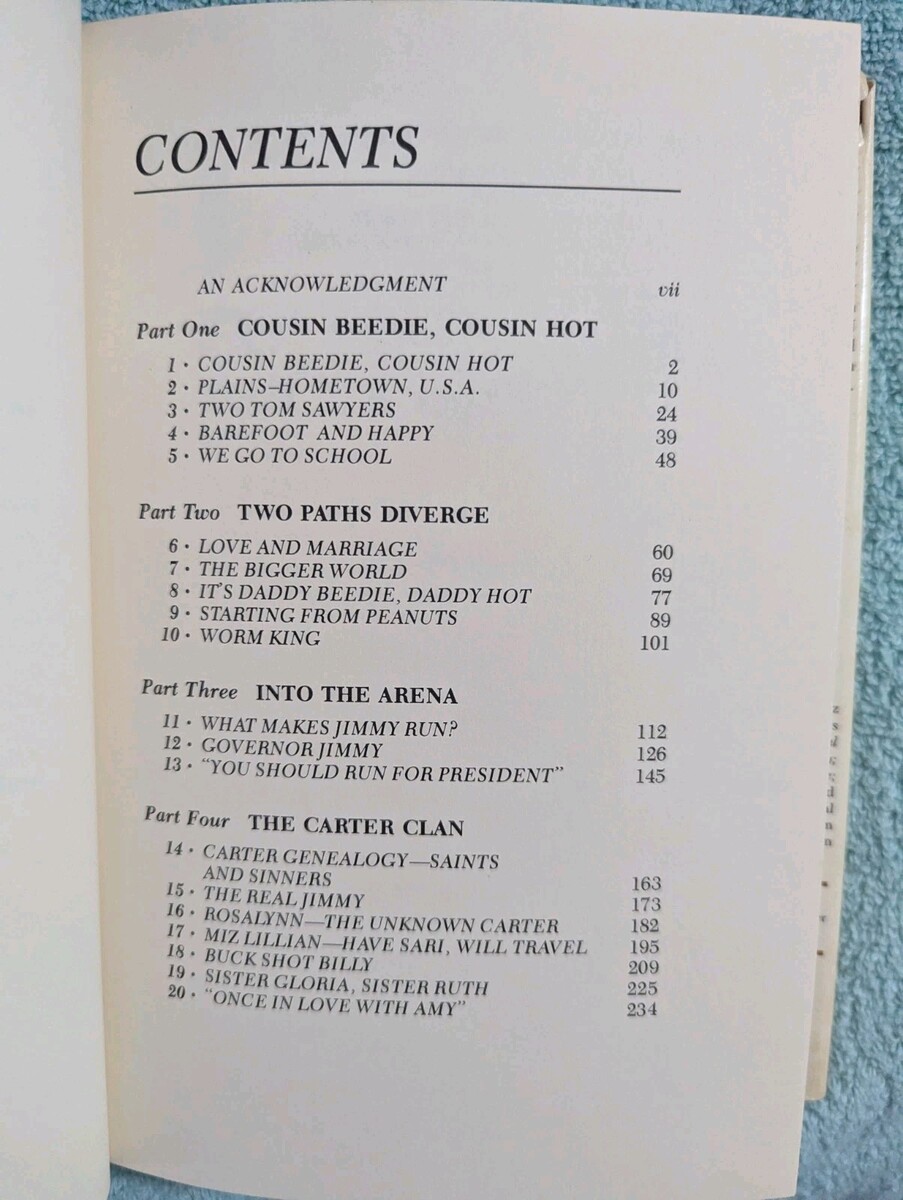 CONTENTS
AN ACKNOWLEDGMENT vii
Part One COUSIN BEEDIE, COUSIN HOT
1 · COUSIN BEEDIE, COUSIN HOT 2
2 · PLAINS—HOMETOWN, U.S.A. 10
3 · TWO TOM SAWYERS 24
4 · BAREFOOT AND HAPPY 39
5 · WE GO TO SCHOOL 48
Part Two TWO PATHS DIVERGE
6 · LOVE AND MARRIAGE 60
7 · THE BIGGER WORLD 69
8 · IT'S DADDY BEEDIE, DADDY HOT 77
9 · STARTING FROM PEANUTS 89
10 · WORM KING 101
Part Three INTO THE ARENA
11 · WHAT MAKES JIMMY RUN? 112
12 · GOVERNOR JIMMY 126
13 · "YOU SHOULD RUN FOR PRESIDENT" 145
Part Four THE CARTER CLAN
14 · CARTER GENEALOGY—SAINTS
AND SINNERS 163
15 · THE REAL JIMMY 173
16 · ROSALYNN—THE UNKNOWN CARTER 182
17 · MIZ LILLIAN—HAVE SARI, WILL TRAVEL 195
18 · BUCK SHOT BILLY 209
19 · SISTER GLORIA, SISTER RUTH 225
20 · "ONCE IN LOVE WITH AMY" 234